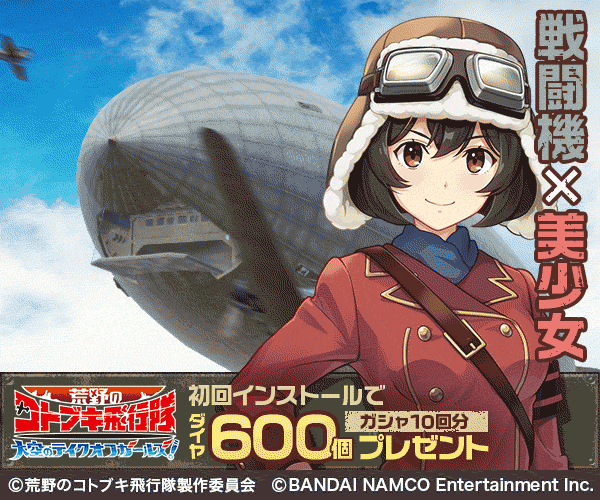 戦闘機×美少女
荒野の
コトブキ飛行隊
大空のテイクオフガールズ!
初回インストールで
ダイヤ600個
ガシャ10回分
プレゼント
©荒野のコトブキ飛行隊製作委員会 ©BANDAI NAMCO Entertainment Inc.